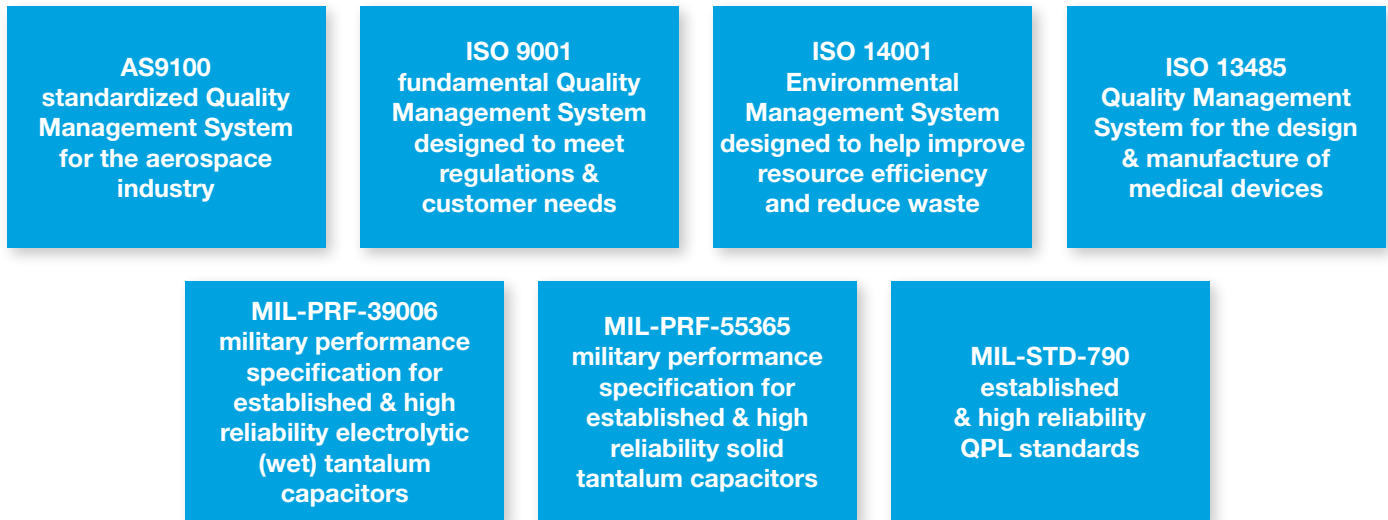 AS9100
standardized Quality
Management System
for the aerospace
industry
ISO 9001
fundamental Quality
Management System
designed to meet
regulations &
customer needs
ISO 14001
Environmental
Management System
designed to help improve
resource efficiency
and reduce waste
ISO 13485
Quality Management
System for the design
& manufacture of
medical devices
MIL-PRF-39006
military performance
specification for
established & high
reliability electrolytic
(wet) tantalum
capacitors
MIL-PRF-55365
military performance
specification for
established & high
reliability solid
tantalum capacitors
MIL-STD-790
established
& high reliability
QPL standards